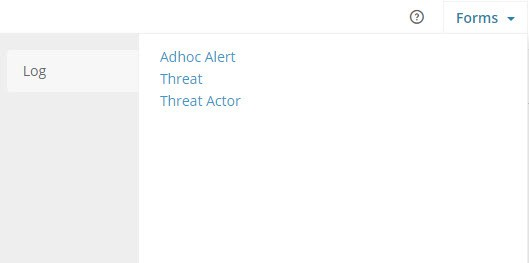 Forms
Log
Adhoc Alert
Threat
Threat Actor